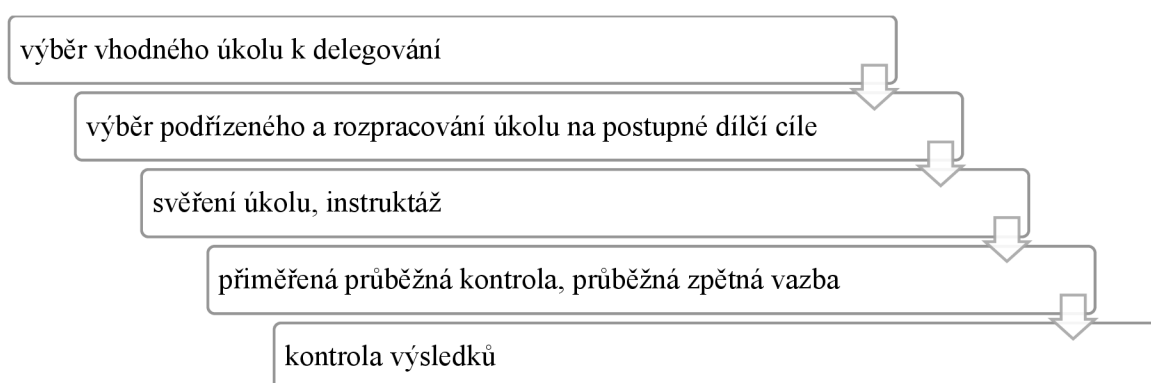 výběr vhodného úkolu k delegování
výběr podřízeného a rozpracování úkolu na postupné dílčí cíle
svěření úkolu, instruktáž
přiměřená průběžná kontrola, průběžná zpětná vazba
kontrola výsledků